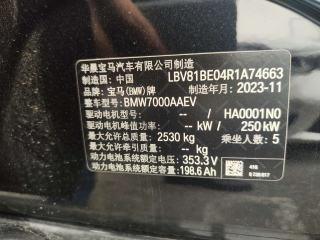 华晨宝马汽车有限公司制造
制造国: 中国 LBV81BE04R1A74663
品牌: 宝马(BMW)牌 制造年月: 2023-11
整车型号: BMW7000AAEV
驱动电机型号: -- / HA0001N0
驱动电机峰值功率: -- kW / 250 kW
最大允许总质量: 2530 kg 乘坐人数: 5
最大允许牵引质量: -- kg
动力电池系统额定电压: 353.3V
动力电池系统额定容量: 198.6Ah